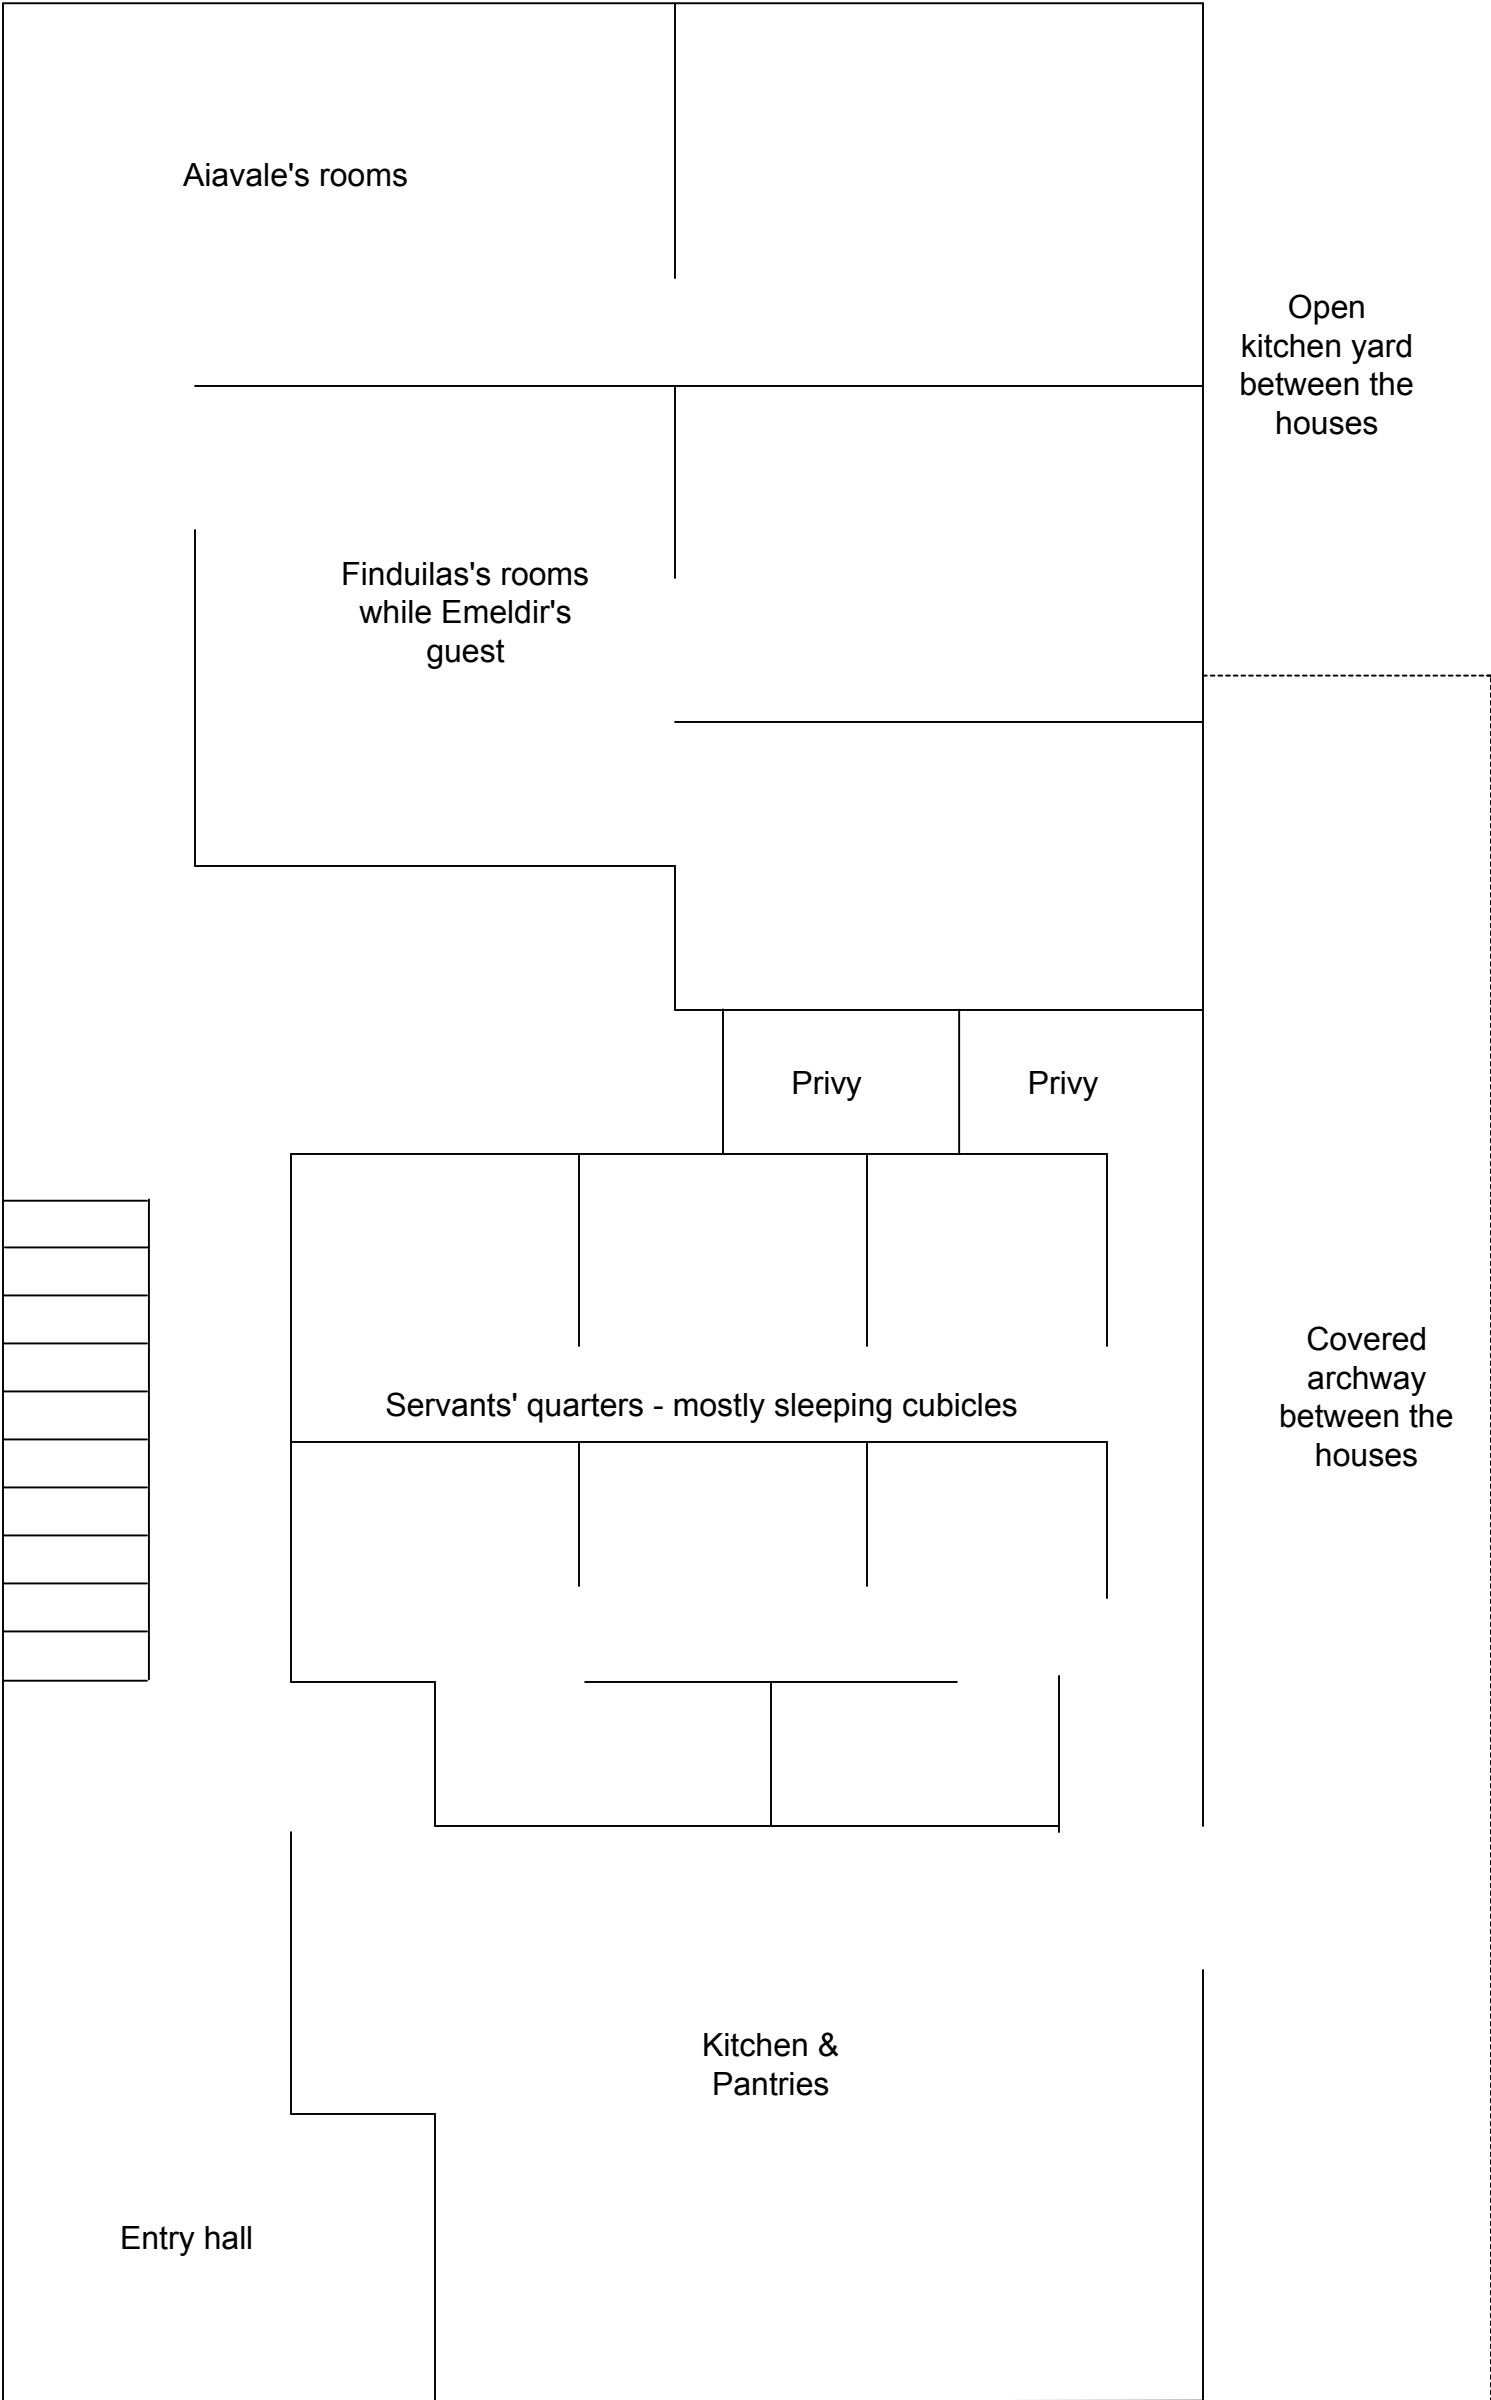 Aiavale's rooms
Open
kitchen yard
between the
houses
Finduilas's rooms
while Emeldir's
guest
Privy
Privy
Covered
archway
between the
houses
Servants' quarters - mostly sleeping cubicles
Kitchen &
Pantries
Entry hall